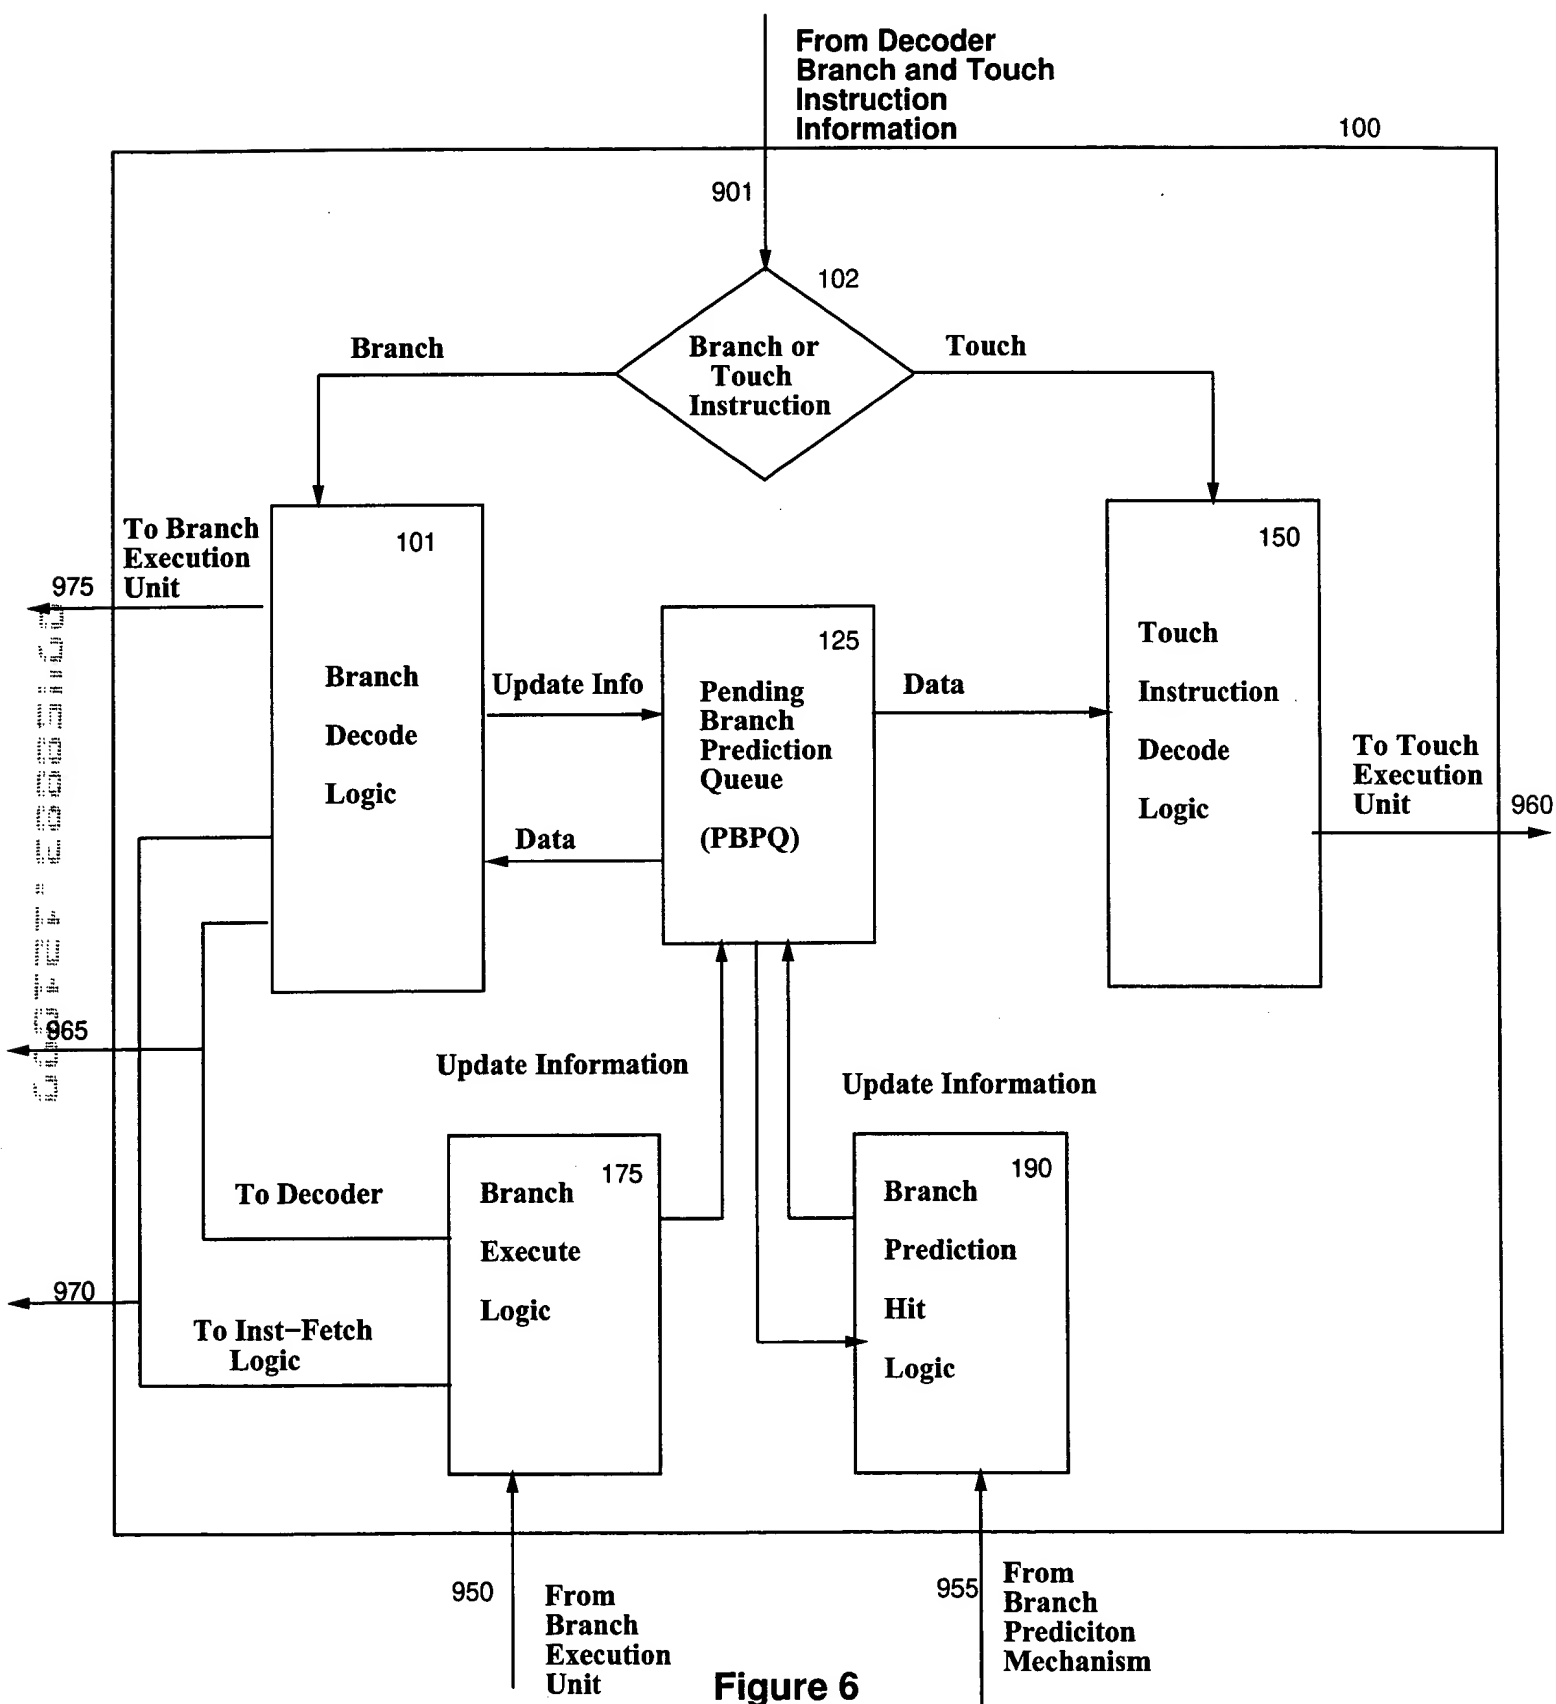 From Decoder
Branch and Touch
Instruction
Information
100
901
102
Branch
Branch or
Touch
Instruction
Touch
To Branch
Execution
Unit
975
101
Branch
Decode
Logic
Update Info
Data
125
Pending
Branch
Prediction
Queue
(PBPQ)
Data
150
Touch
Instruction
Decode
Logic
To Touch
Execution
Unit
960
965
Update Information
Update Information
To Decoder
175
Branch
Execute
Logic
190
Branch
Prediction
Hit
Logic
970
To Inst-Fetch
Logic
950
From
Branch
Execution
Unit
955
From
Branch
Prediciton
Mechanism
Figure 6